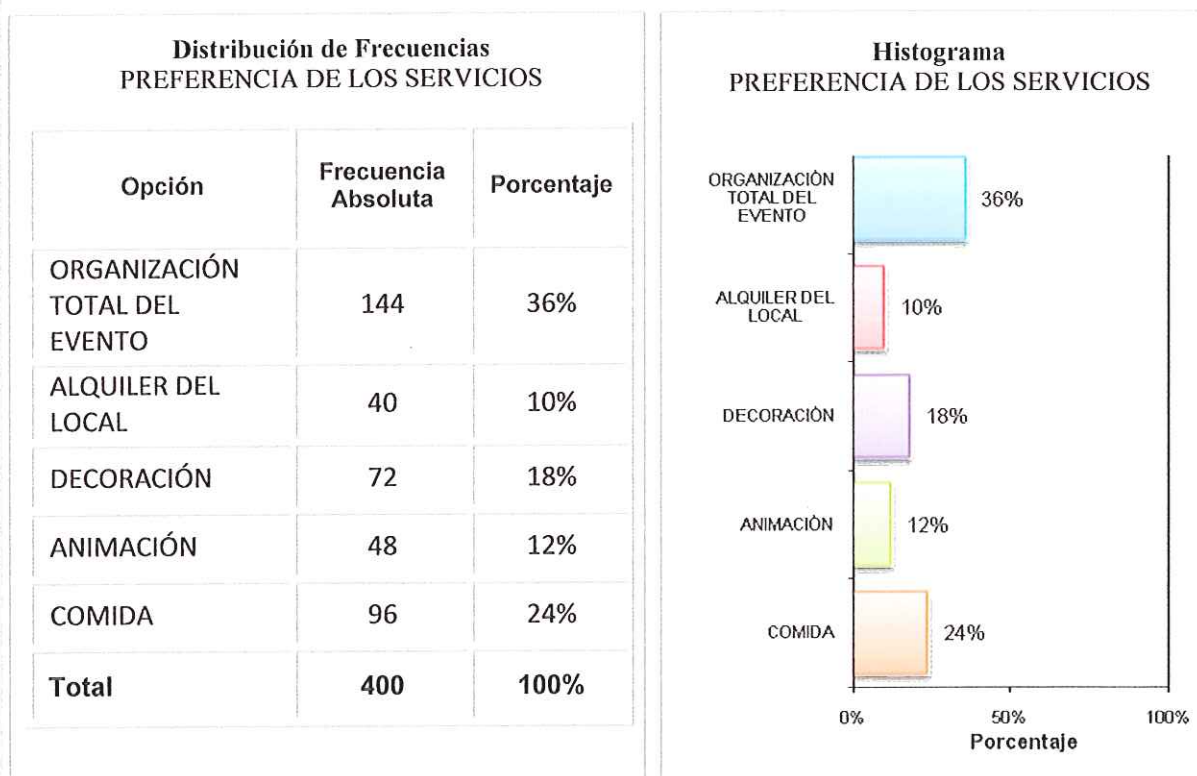 Distribución de Frecuencias
PREFERENCIA DE LOS SERVICIOS
Opción Frecuencia Absoluta Porcentaje
ORGANIZACIÓN
TOTAL DEL
EVENTO 144 36%
ALQUILER DEL
LOCAL 40 10%
DECORACIÓN 72 18%
ANIMACIÓN 48 12%
COMIDA 96 24%
Total 400 100%
Histograma
PREFERENCIA DE LOS SERVICIOS
ORGANIZACIÓN
TOTAL DEL
EVENTO
36%
ALQUILER DEL
LOCAL
10%
DECORACIÓN
18%
ANIMACIÓN
12%
COMIDA
24%
0% 50% 100%
Porcentaje